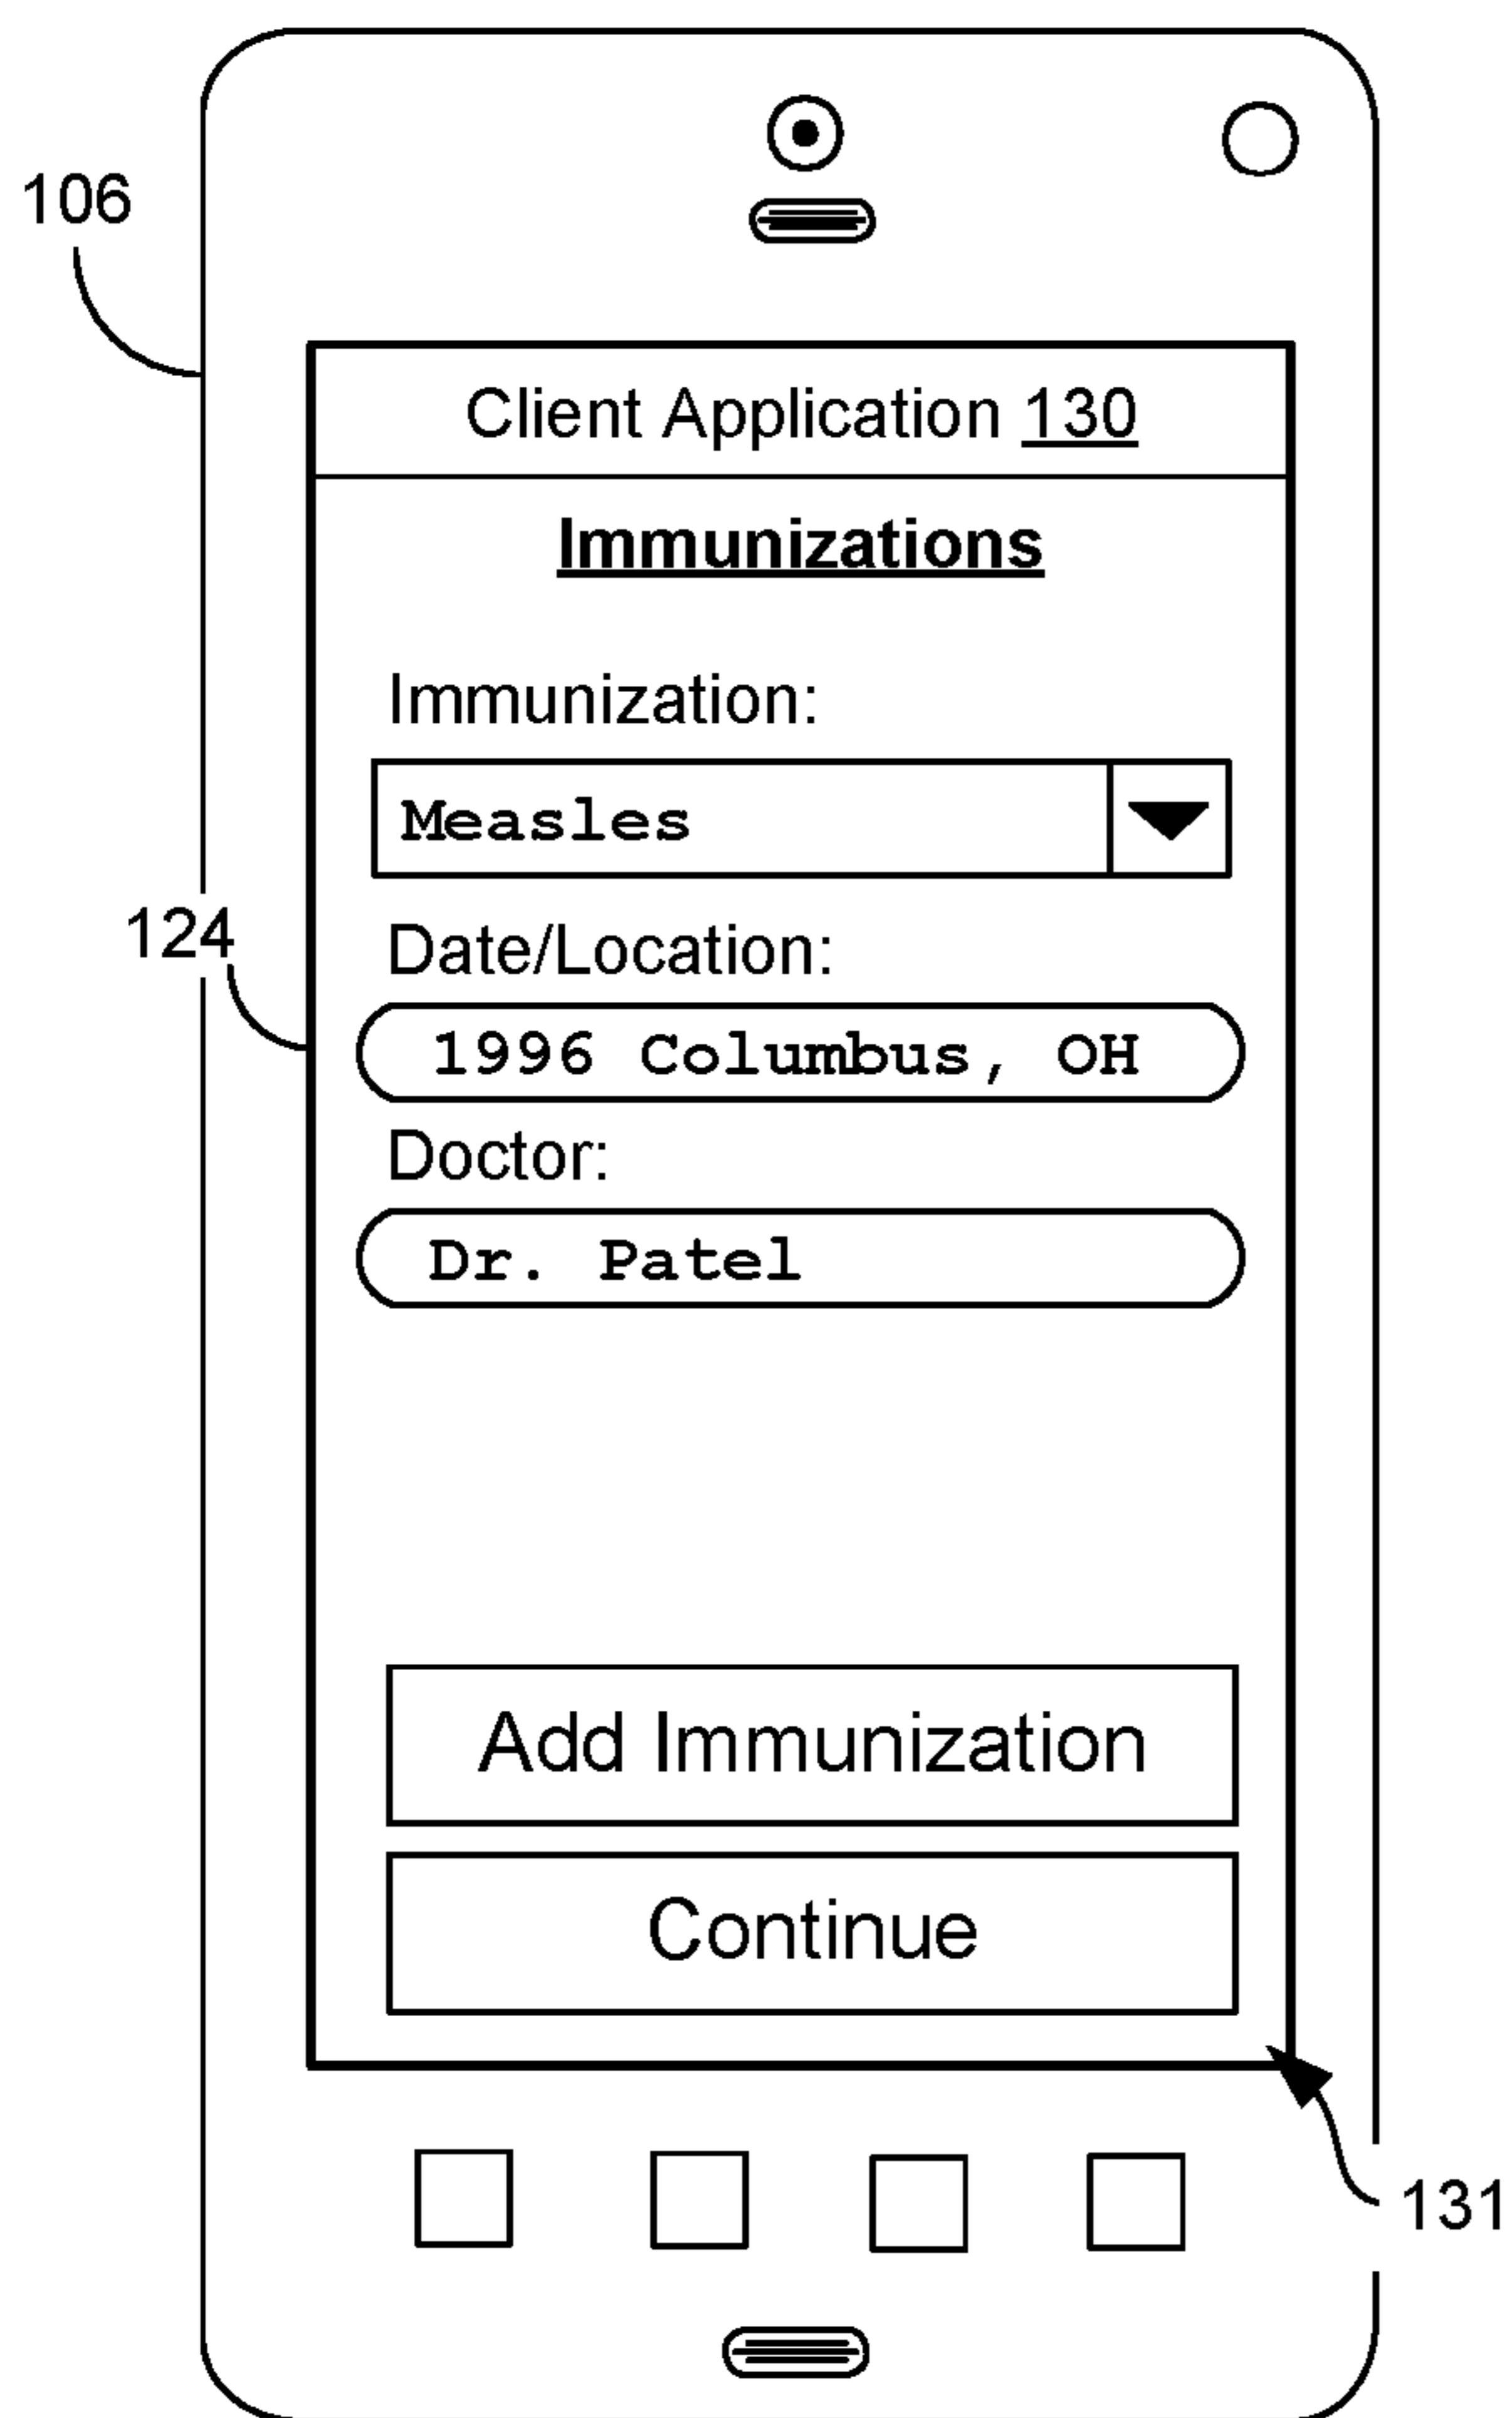 106
Client Application 130
Immunizations
Immunization:
Measles
124
Date/Location:
1996 Columbus, OH
Doctor:
Dr. Patel
Add Immunization
Continue
131